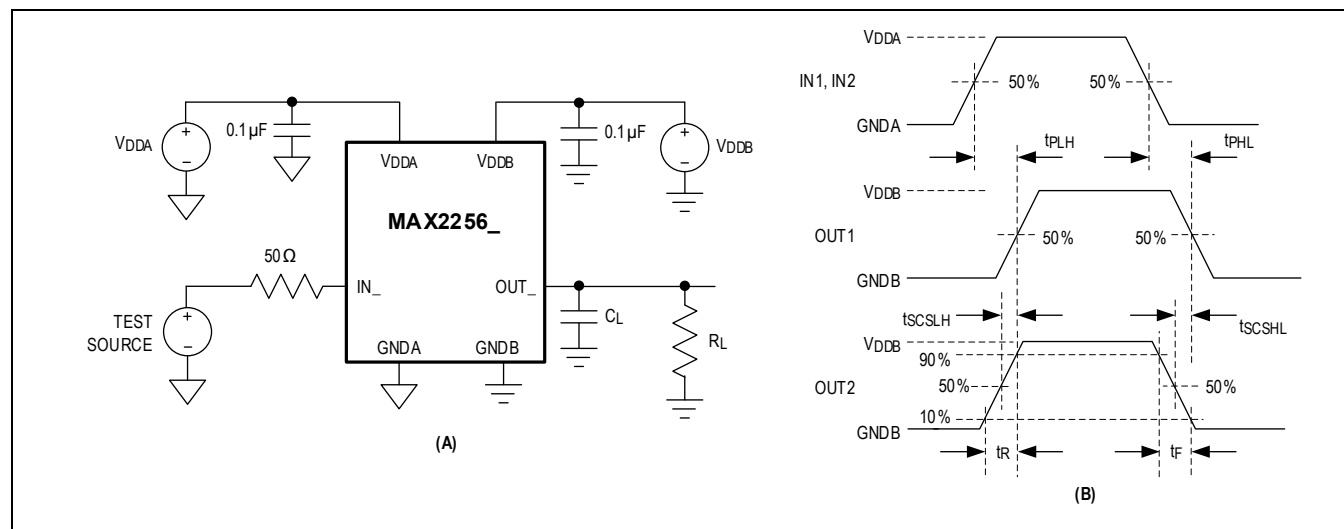 VDDA
0.1µF
VDDA
VDDB
0.1µF
VDDB
MAX2256_
50Ω
IN_
OUT_
TEST
SOURCE
GNDA
GNDB
CL
RL
(A)
VDDA
IN1, IN2
50%
50%
GNDA
tPLH
tPHL
VDDB
OUT1
50%
50%
GNDB
tSCSLH
tSCSHL
VDDB
90%
OUT2
50%
50%
10%
GNDB
tR
tF
(B)